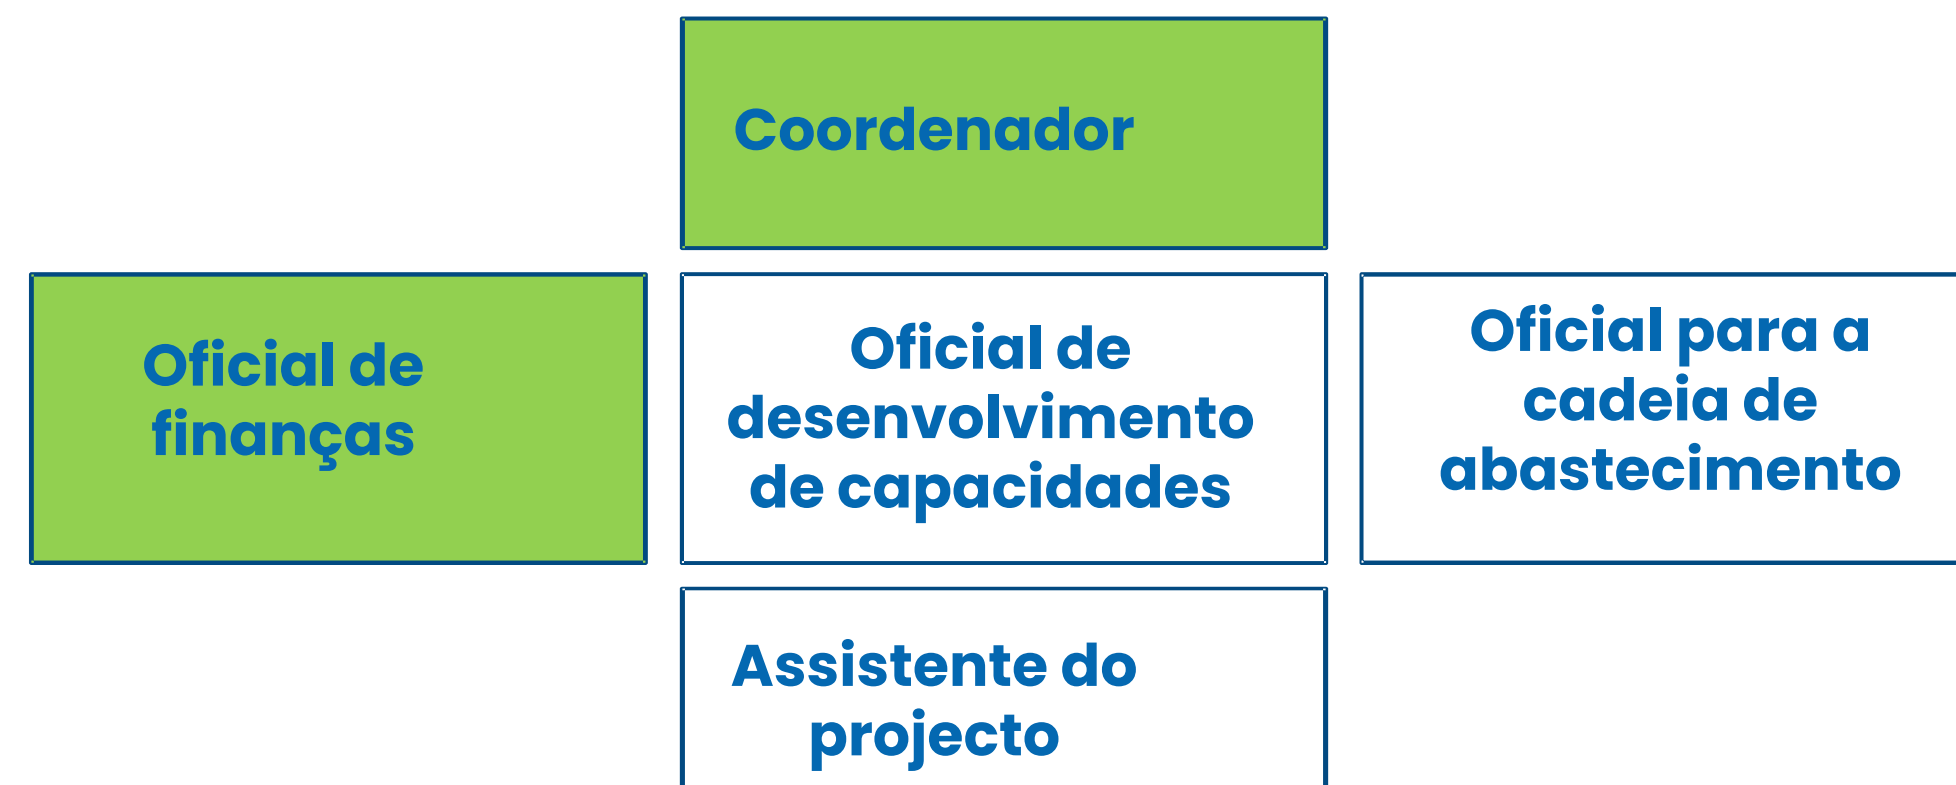 Coordenador
Oficial de
finanças
Oficial de
desenvolvimento
de capacidades
Oficial para a
cadeia de
abastecimento
Assistente do
projecto